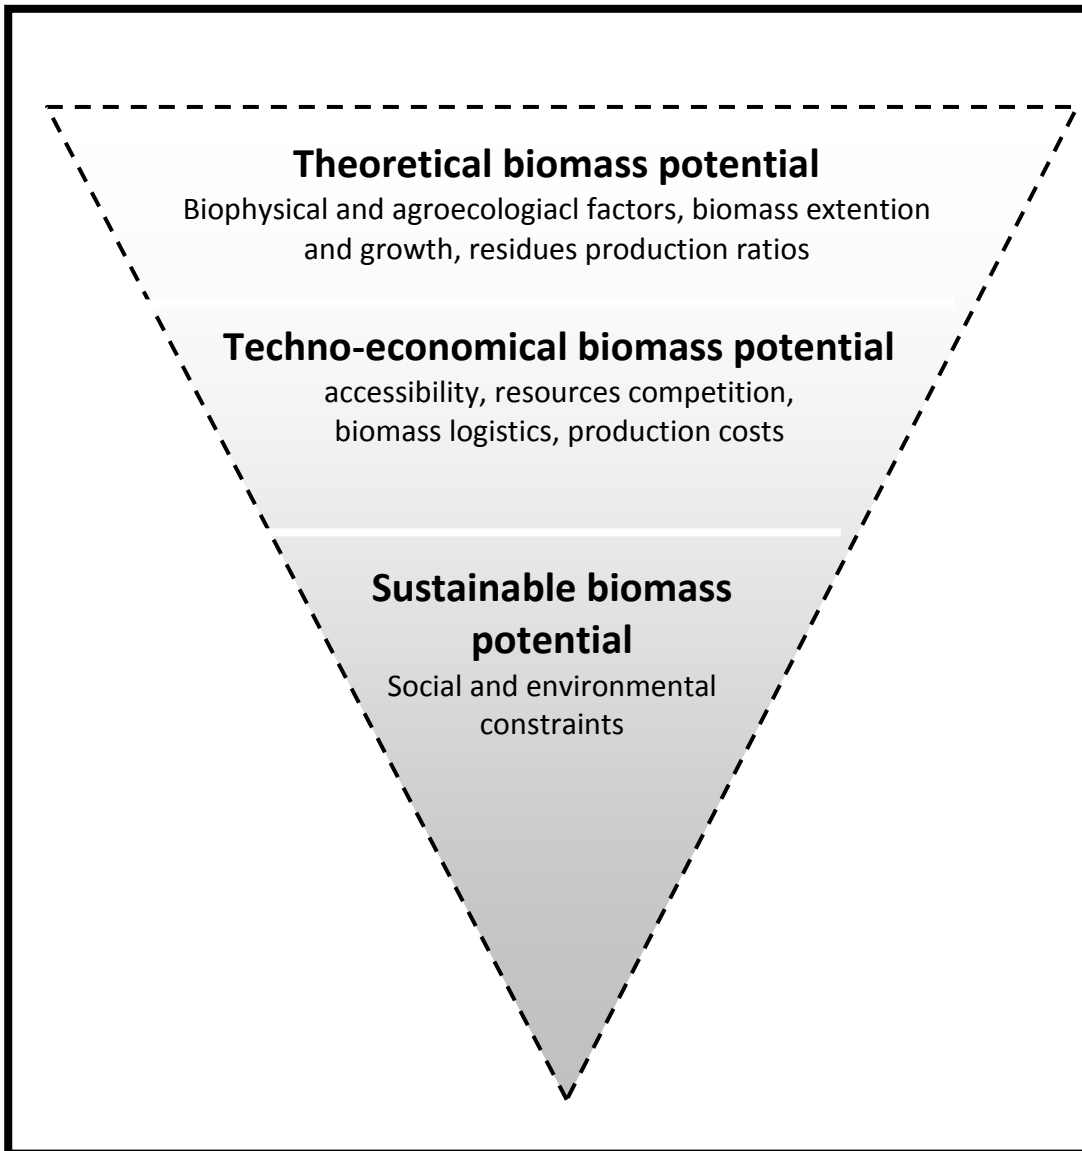 Theoretical biomass potential
Biophysical and agroecologiacl factors, biomass extention
and growth, residues production ratios
Techno-economical biomass potential
accessibility, resources competition,
biomass logistics, production costs
Sustainable biomass
potential
Social and environmental
constraints